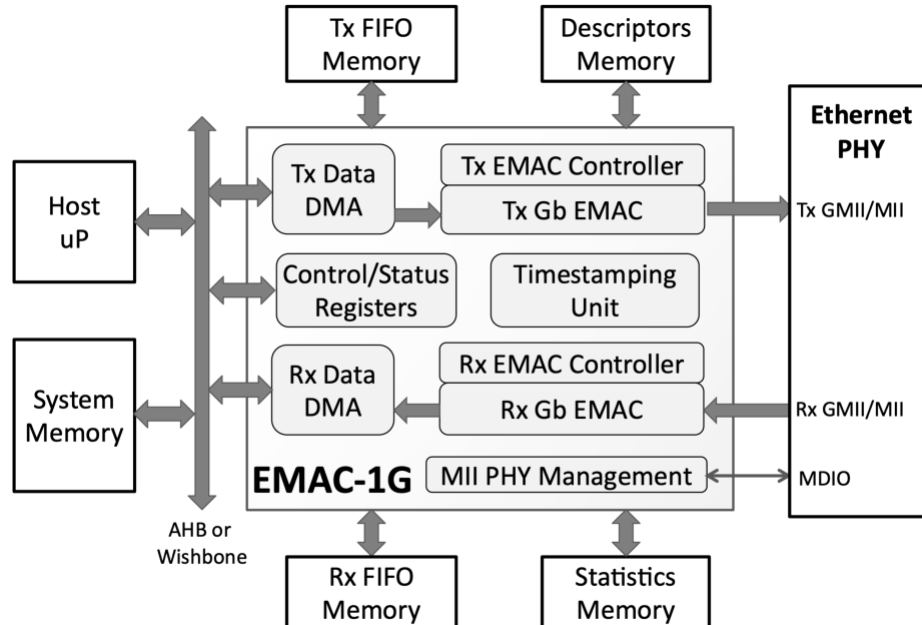 Tx FIFO
Memory
Descriptors
Memory
Ethernet
PHY
Host
uP
Tx Data
DMA
Tx EMAC Controller
Tx Gb EMAC
Tx GMII/MII
Control/Status
Registers
Timestamping
Unit
System
Memory
Rx Data
DMA
Rx EMAC Controller
Rx Gb EMAC
Rx GMII/MII
EMAC-1G
MII PHY Management
MDIO
AHB or
Wishbone
Rx FIFO
Memory
Statistics
Memory